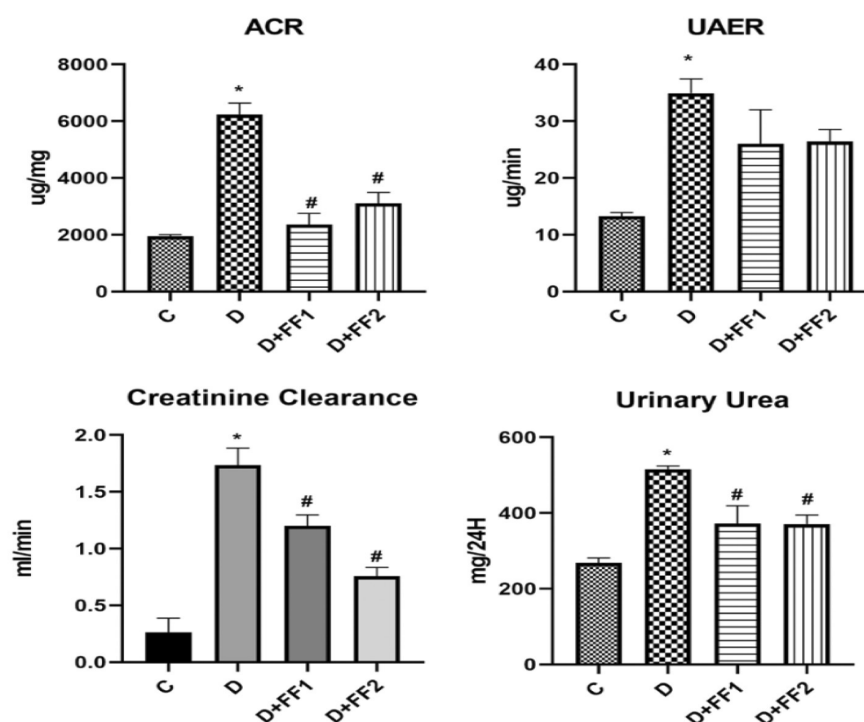 ACR
8000
6000
4000
2000
0
ug/mg
*
#
#
C
D
D+FF1
D+FF2
UAER
40
30
20
10
0
ug/min
*
C
D
D+FF1
D+FF2
Creatinine Clearance
2.0
1.5
1.0
0.5
0.0
ml/min
*
#
#
C
D
D+FF1
D+FF2
Urinary Urea
600
400
200
0
mg/24H
*
#
#
C
D
D+FF1
D+FF2